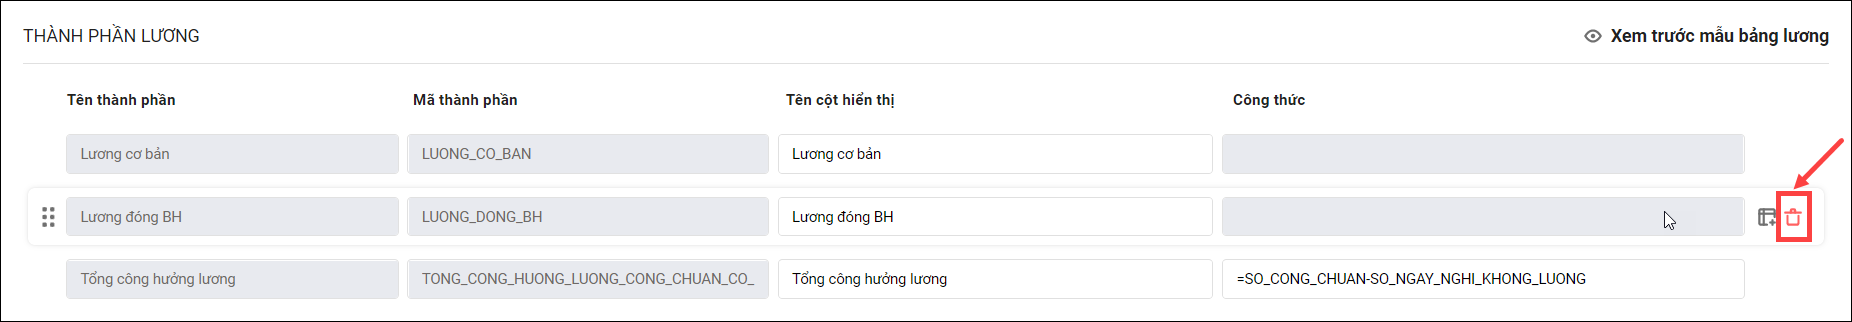 THÀNH PHẦN LƯƠNG
Xem trước mẫu bảng lương
Tên thành phần
Mã thành phần
Tên cột hiển thị
Công thức
Lương cơ bản
LUONG_CO_BAN
Lương cơ bản
Lương đóng BH
LUONG_DONG_BH
Lương đóng BH
Tổng công hưởng lương
TONG_CONG_HUONG_LUONG_CONG_CHUAN_CO_
Tổng công hưởng lương
=SO_CONG_CHUAN-SO_NGAY_NGHI_KHONG_LUONG